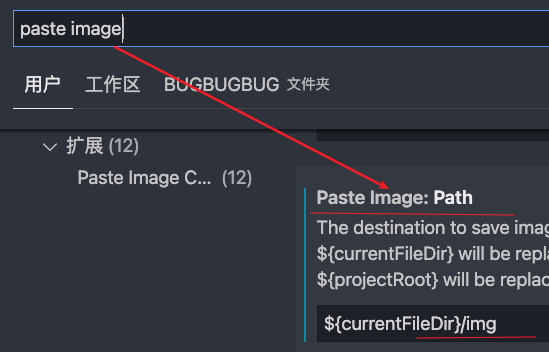 paste image
用户 工作区 BUGBUGBUG 文件夹
扩展 (12)
Paste Image C... (12)
Paste Image: Path
The destination to save imag
${currentFileDir} will be repla
${projectRoot} will be replace
${currentFileDir}/img